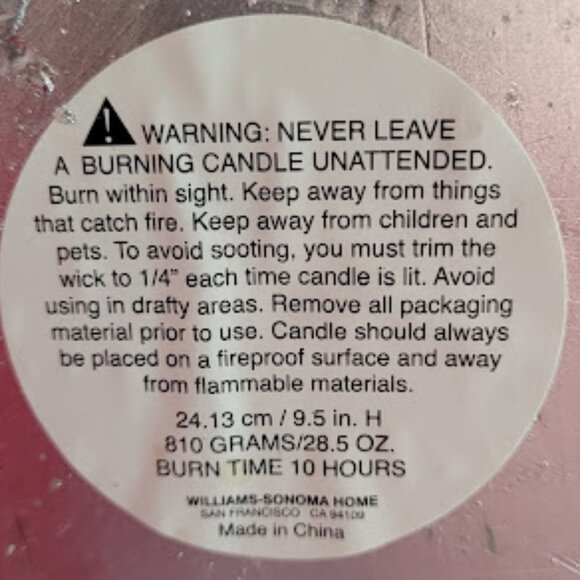 WARNING: NEVER LEAVE
A BURNING CANDLE UNATTENDED.
Burn within sight. Keep away from things
that catch fire. Keep away from children and
pets. To avoid sooting, you must trim the
wick to 1/4" each time candle is lit. Avoid
using in drafty areas. Remove all packaging
material prior to use. Candle should always
be placed on a fireproof surface and away
from flammable materials.
24.13 cm / 9.5 in. H
810 GRAMS/28.5 OZ.
BURN TIME 10 HOURS
WILLIAMS-SONOMA HOME
SAN FRANCISCO CA 94109
Made in China